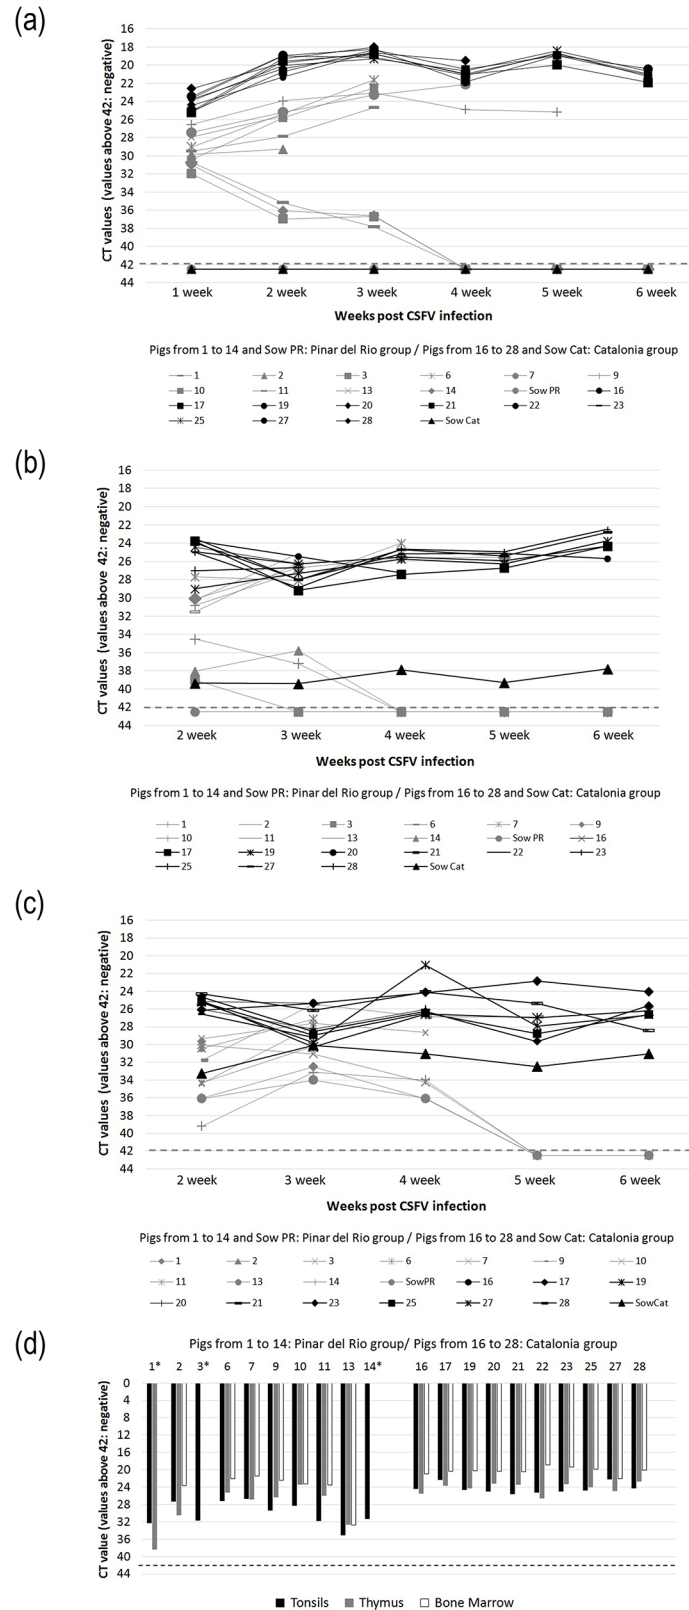 (a)
16
18
20
22
24
26
28
30
32
34
36
38
40
42
44
CT values (values above 42: negative)
1 week 2 week 3 week 4 week 5 week 6 week
Weeks post CSFV infection
Pigs from 1 to 14 and Sow PR: Pinar del Rio group / Pigs from 16 to 28 and Sow Cat: Catalonia group
1 2 3 6 7 9
10 11 13 14 Sow PR 16
17 19 20 21 22 23
25 27 28 Sow Cat
(b)
16
18
20
22
24
26
28
30
32
34
36
38
40
42
44
CT values (values above 42: negative)
2 week 3 week 4 week 5 week 6 week
Weeks post CSFV infection
Pigs from 1 to 14 and Sow PR: Pinar del Rio group / Pigs from 16 to 28 and Sow Cat: Catalonia group
1 2 3 6 7 9
10 11 13 14 Sow PR 16
17 19 20 21 22 23
25 27 28 Sow Cat
(c)
16
18
20
22
24
26
28
30
32
34
36
38
40
42
44
CT values (values above 42: negative)
2 week 3 week 4 week 5 week 6 week
Weeks post CSFV infection
Pigs from 1 to 14 and Sow PR: Pinar del Rio group / Pigs from 16 to 28 and Sow Cat: Catalonia group
1 2 3 6 7 9 10
11 13 14 SowPR 16 17 19
20 21 23 25 27 28 SowCat
(d)
Pigs from 1 to 14: Pinar del Rio group/ Pigs from 16 to 28: Catalonia group
1* 2 3* 6 7 9 10 11 13 14* 16 17 19 20 21 22 23 25 27 28
0
4
8
12
16
20
24
28
32
36
40
44
CT value (values above 42: negative)
Tonsils Thymus Bone Marrow